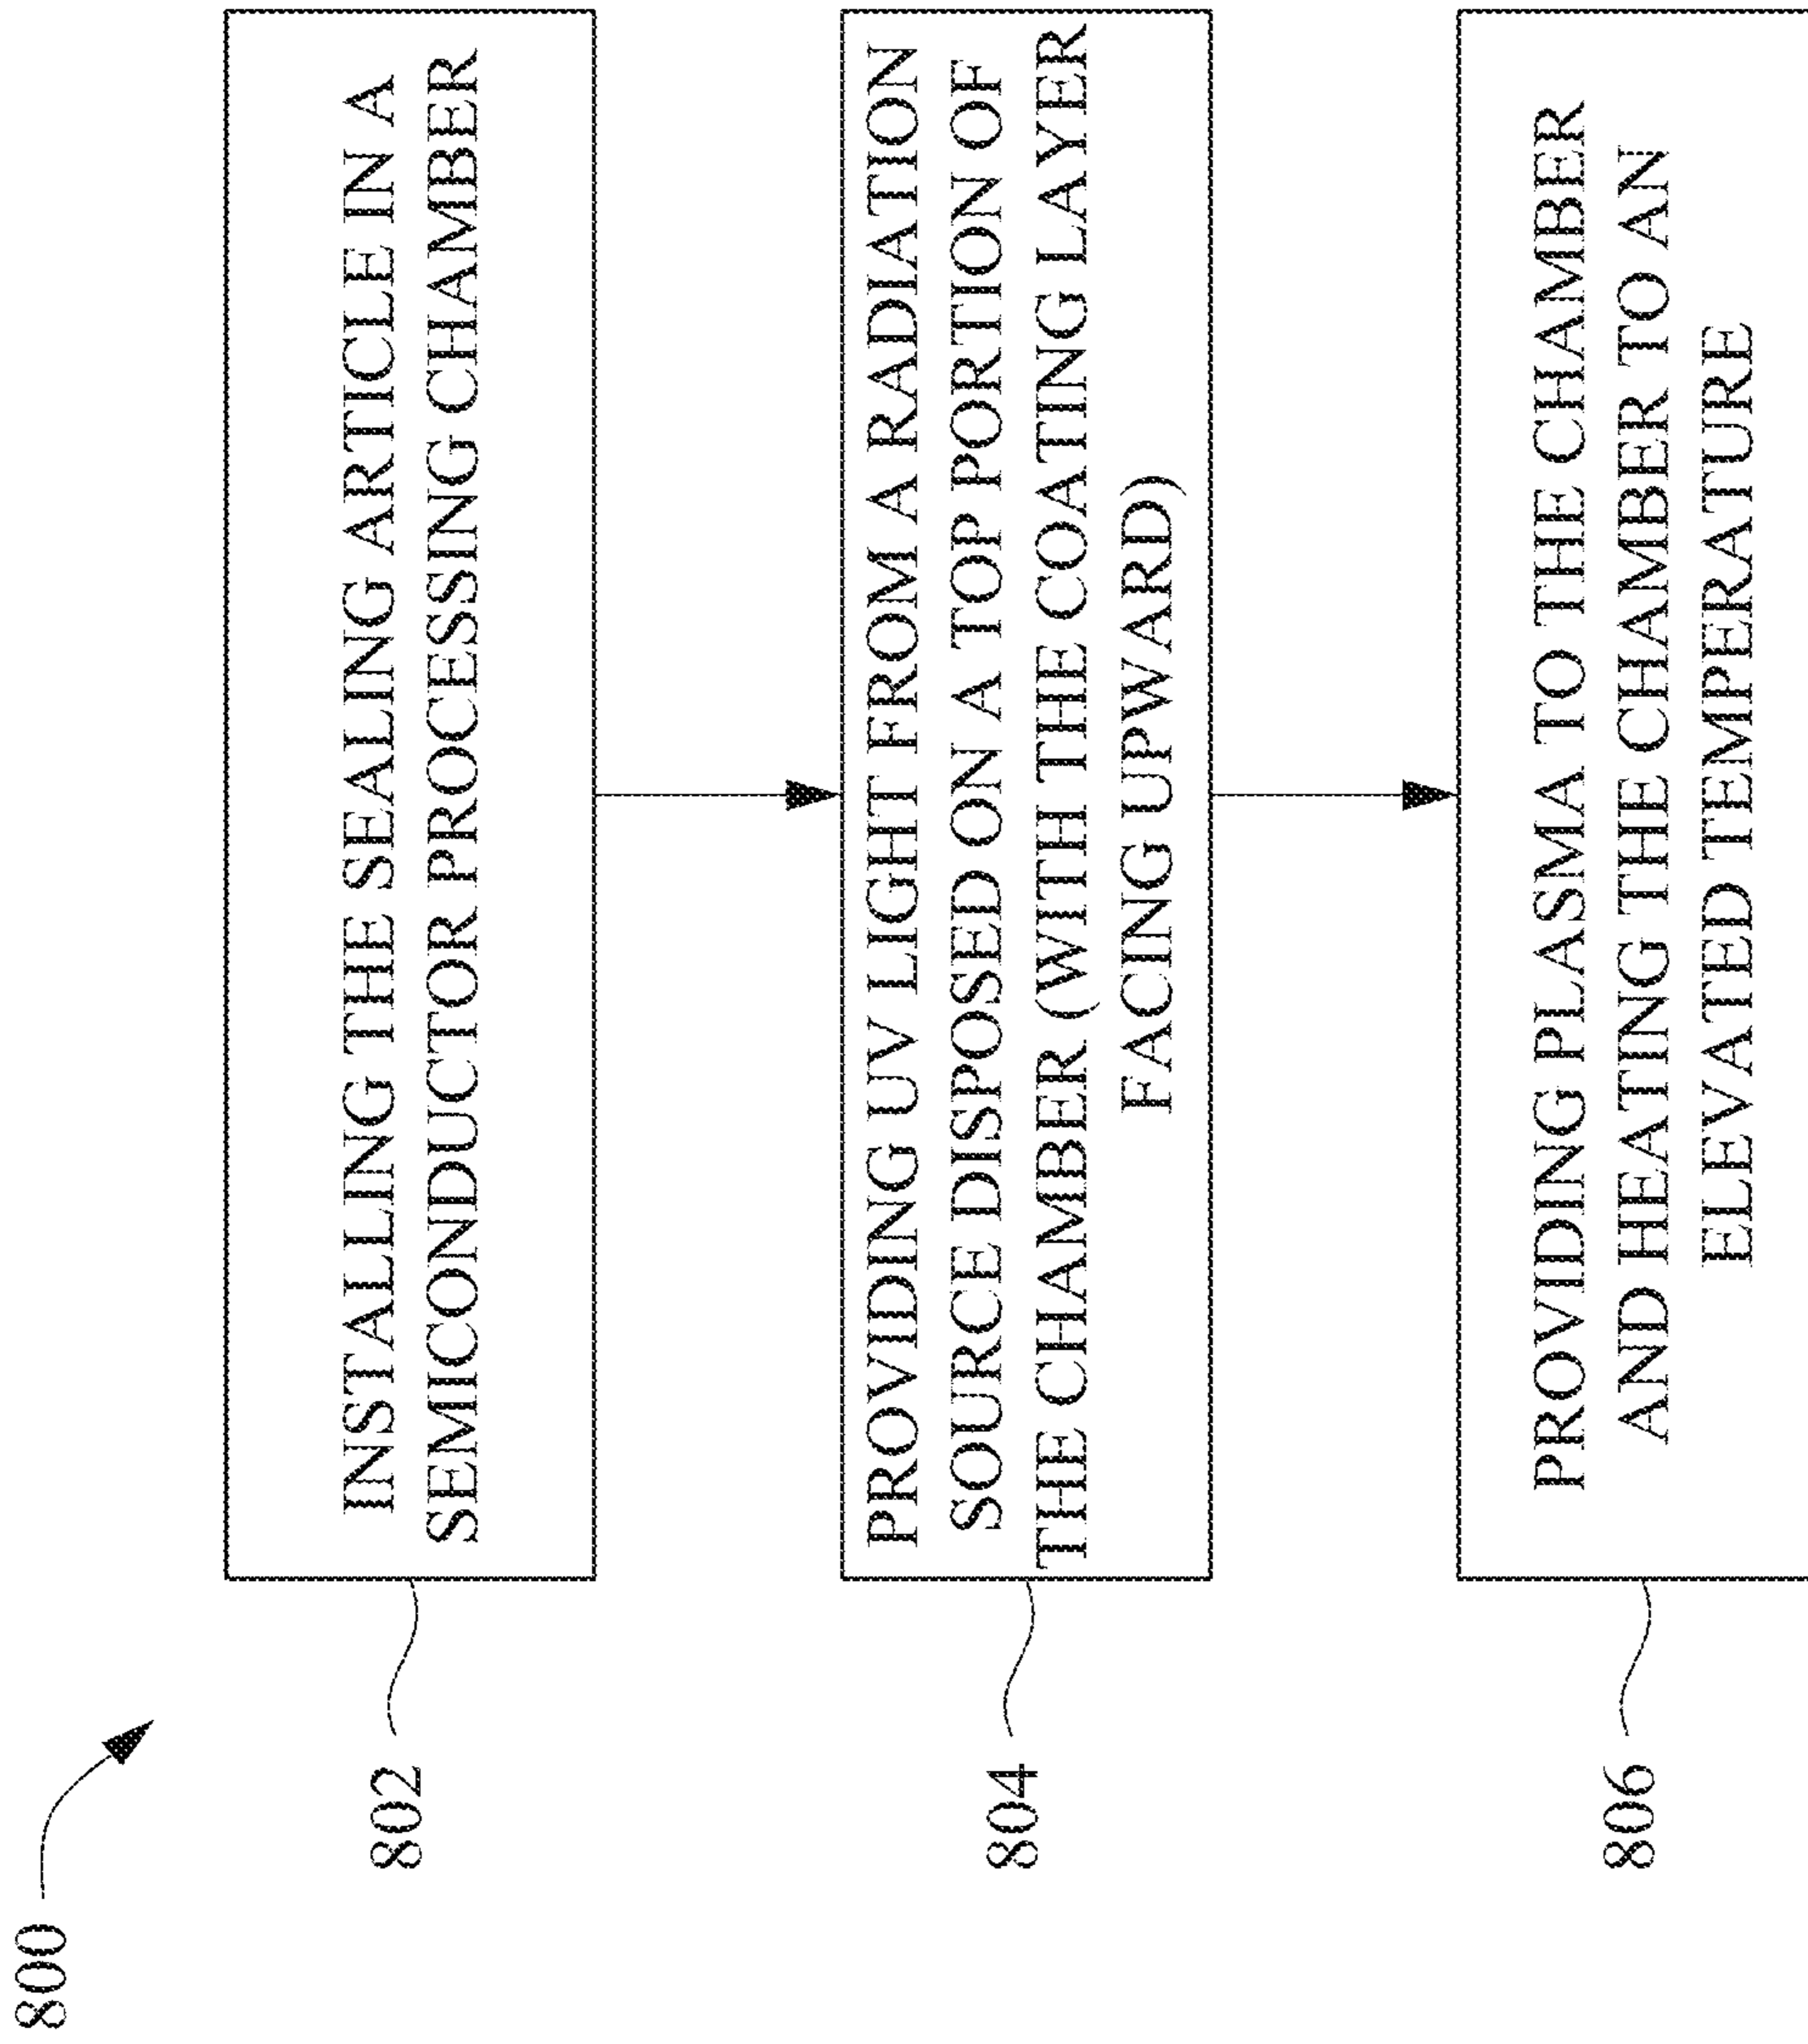 800
802
INSTALLING THE SEALING ARTICLE IN A
SEMICONDUCTOR PROCESSING CHAMBER
804
PROVIDING UV LIGHT FROM A RADIATION
SOURCE DISPOSED ON A TOP PORTION OF
THE CHAMBER (WITH THE COATING LAYER
FACING UPWARD)
806
PROVIDING PLASMA TO THE CHAMBER
AND HEATING THE CHAMBER TO AN
ELEVATED TEMPERATURE